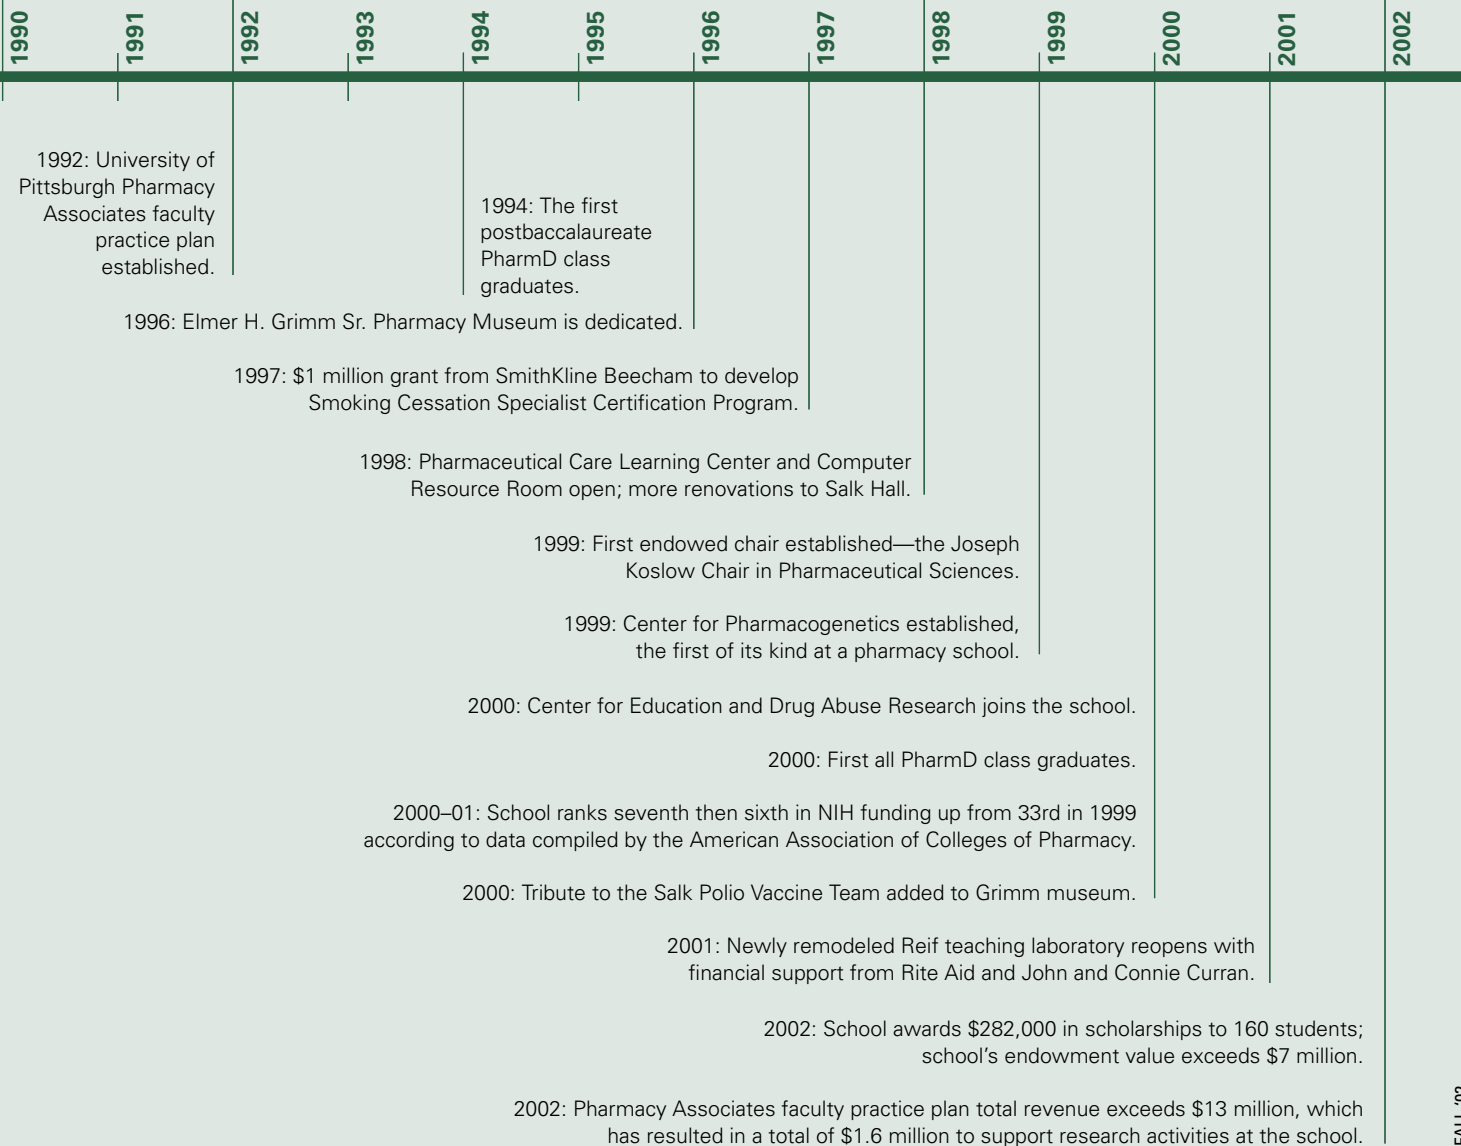 1990
1991
1992
1993
1994
1995
1996
1997
1998
1999
2000
2001
2002
1992: University of
Pittsburgh Pharmacy
Associates faculty
practice plan
established.
1994: The first
postbaccalaureate
PharmD class
graduates.
1996: Elmer H. Grimm Sr. Pharmacy Museum is dedicated.
1997: $1 million grant from SmithKline Beecham to develop
Smoking Cessation Specialist Certification Program.
1998: Pharmaceutical Care Learning Center and Computer
Resource Room open; more renovations to Salk Hall.
1999: First endowed chair established—the Joseph
Koslow Chair in Pharmaceutical Sciences.
1999: Center for Pharmacogenetics established,
the first of its kind at a pharmacy school.
2000: Center for Education and Drug Abuse Research joins the school.
2000: First all PharmD class graduates.
2000–01: School ranks seventh then sixth in NIH funding up from 33rd in 1999
according to data compiled by the American Association of Colleges of Pharmacy.
2000: Tribute to the Salk Polio Vaccine Team added to Grimm museum.
2001: Newly remodeled Reif teaching laboratory reopens with
financial support from Rite Aid and John and Connie Curran.
2002: School awards $282,000 in scholarships to 160 students;
school’s endowment value exceeds $7 million.
2002: Pharmacy Associates faculty practice plan total revenue exceeds $13 million, which
has resulted in a total of $1.6 million to support research activities at the school.